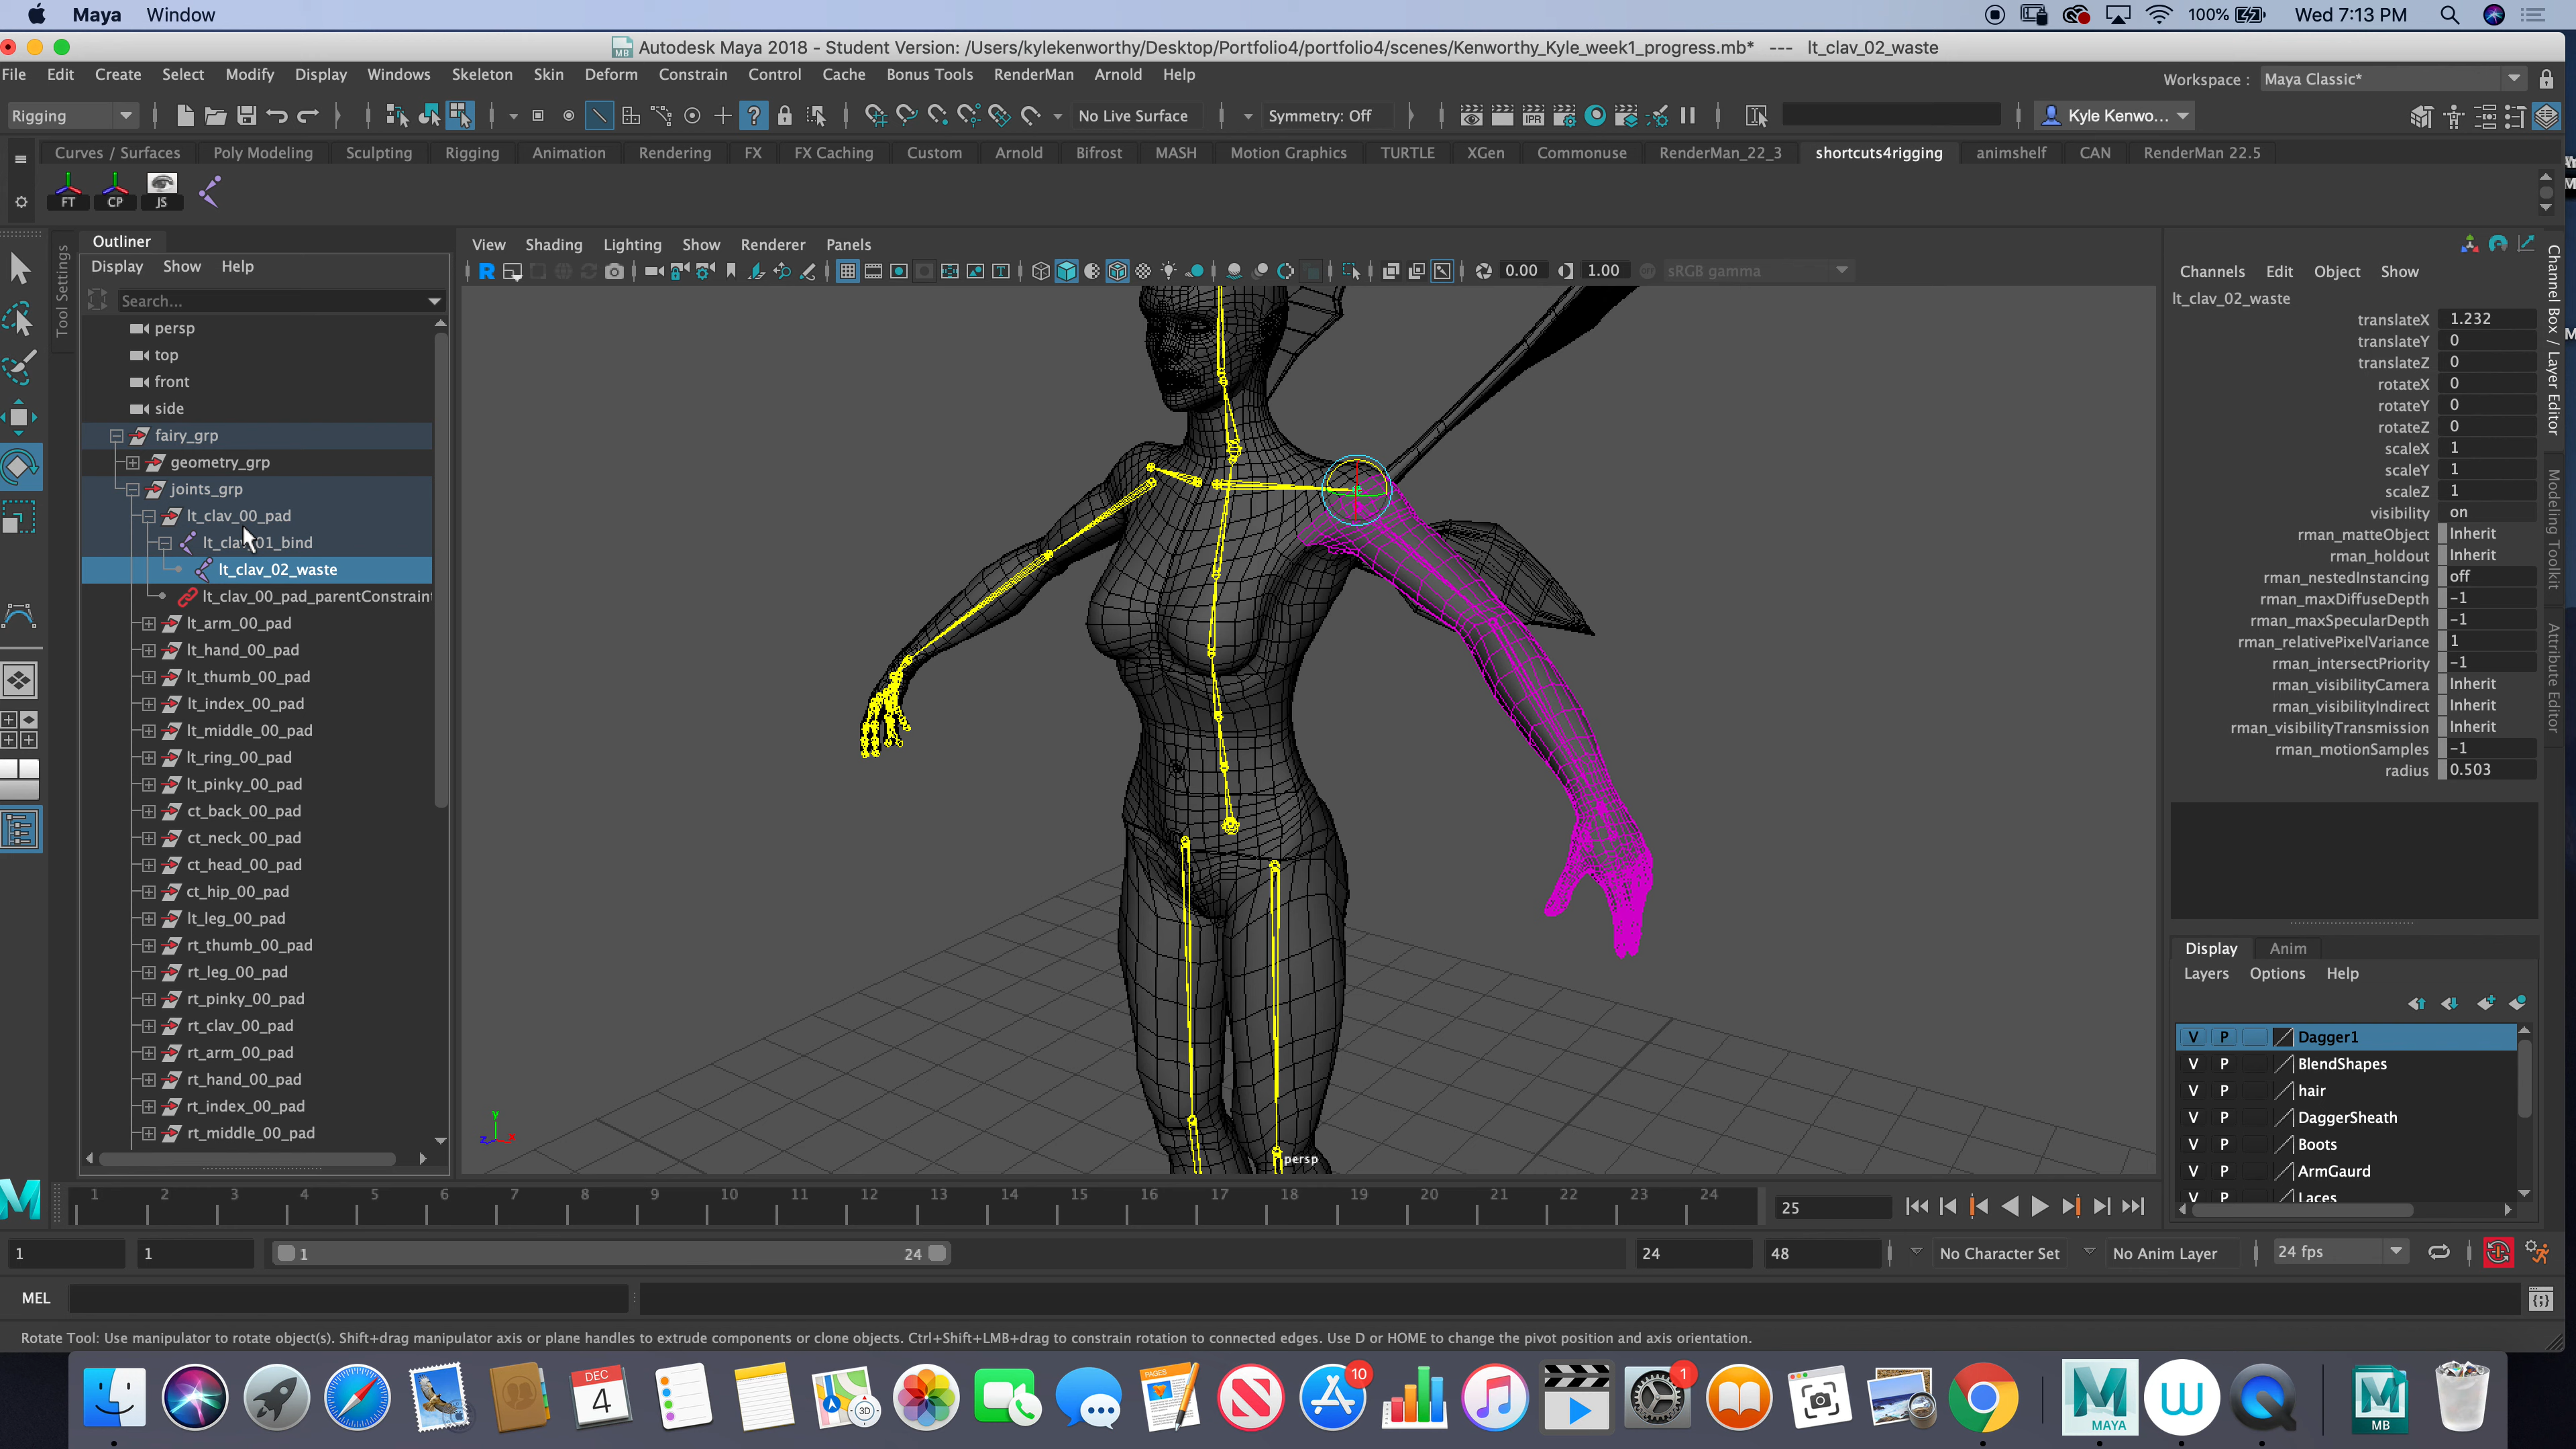 Maya Window 100% Wed 7:13 PM
Autodesk Maya 2018 - Student Version: /Users/kylekenworthy/Desktop/Portfolio4/portfolio4/scenes/Kenworthy_Kyle_week1_progress.mb* --- lt_clav_02_waste
File Edit Create Select Modify Display Windows Skeleton Skin Deform Constrain Control Cache Bonus Tools RenderMan Arnold Help
Workspace : Maya Classic*
Rigging No Live Surface Symmetry: Off Kyle Kenwo...
Curves / Surfaces Poly Modeling Sculpting Rigging Animation Rendering FX FX Caching Custom Arnold Bifrost MASH Motion Graphics TURTLE XGen Commonuse RenderMan_22_3 shortcuts4rigging animshelf CAN RenderMan 22.5
FT CP JS
Tool Settings
Outliner
Display Show Help
Search...
persp
top
front
side
fairy_grp
geometry_grp
joints_grp
lt_clav_00_pad
lt_clav_01_bind
lt_clav_02_waste
lt_clav_00_pad_parentConstraint
lt_arm_00_pad
lt_hand_00_pad
lt_thumb_00_pad
lt_index_00_pad
lt_middle_00_pad
lt_ring_00_pad
lt_pinky_00_pad
ct_back_00_pad
ct_neck_00_pad
ct_head_00_pad
ct_hip_00_pad
lt_leg_00_pad
rt_thumb_00_pad
rt_leg_00_pad
rt_pinky_00_pad
rt_clav_00_pad
rt_arm_00_pad
rt_hand_00_pad
rt_index_00_pad
rt_middle_00_pad
View Shading Lighting Show Renderer Panels
R 0.00 1.00 sRGB gamma
y
z x
persp
Channels Edit Object Show
lt_clav_02_waste
translateX 1.232
translateY 0
translateZ 0
rotateX 0
rotateY 0
rotateZ 0
scaleX 1
scaleY 1
scaleZ 1
visibility on
rman_matteObject Inherit
rman_holdout Inherit
rman_nestedInstancing off
rman_maxDiffuseDepth -1
rman_maxSpecularDepth -1
rman_relativePixelVariance 1
rman_intersectPriority -1
rman_visibilityCamera Inherit
rman_visibilityIndirect Inherit
rman_visibilityTransmission Inherit
rman_motionSamples -1
radius 0.503
Channel Box / Layer Editor
Modeling Toolkit
Attribute Editor
Display Anim
Layers Options Help
V P Dagger1
V P BlendShapes
V P hair
V P DaggerSheath
V P Boots
V P ArmGaurd
V P Laces
1 2 3 4 5 6 7 8 9 10 11 12 13 14 15 16 17 18 19 20 21 22 23 24 25
1 1 1 24 24 48 No Character Set No Anim Layer 24 fps
MEL
Rotate Tool: Use manipulator to rotate object(s). Shift+drag manipulator axis or plane handles to extrude components or clone objects. Ctrl+Shift+LMB+drag to constrain rotation to connected edges. Use D or HOME to change the pivot position and axis orientation.
DEC 4 3D PAGES 10 1 MAYA MB